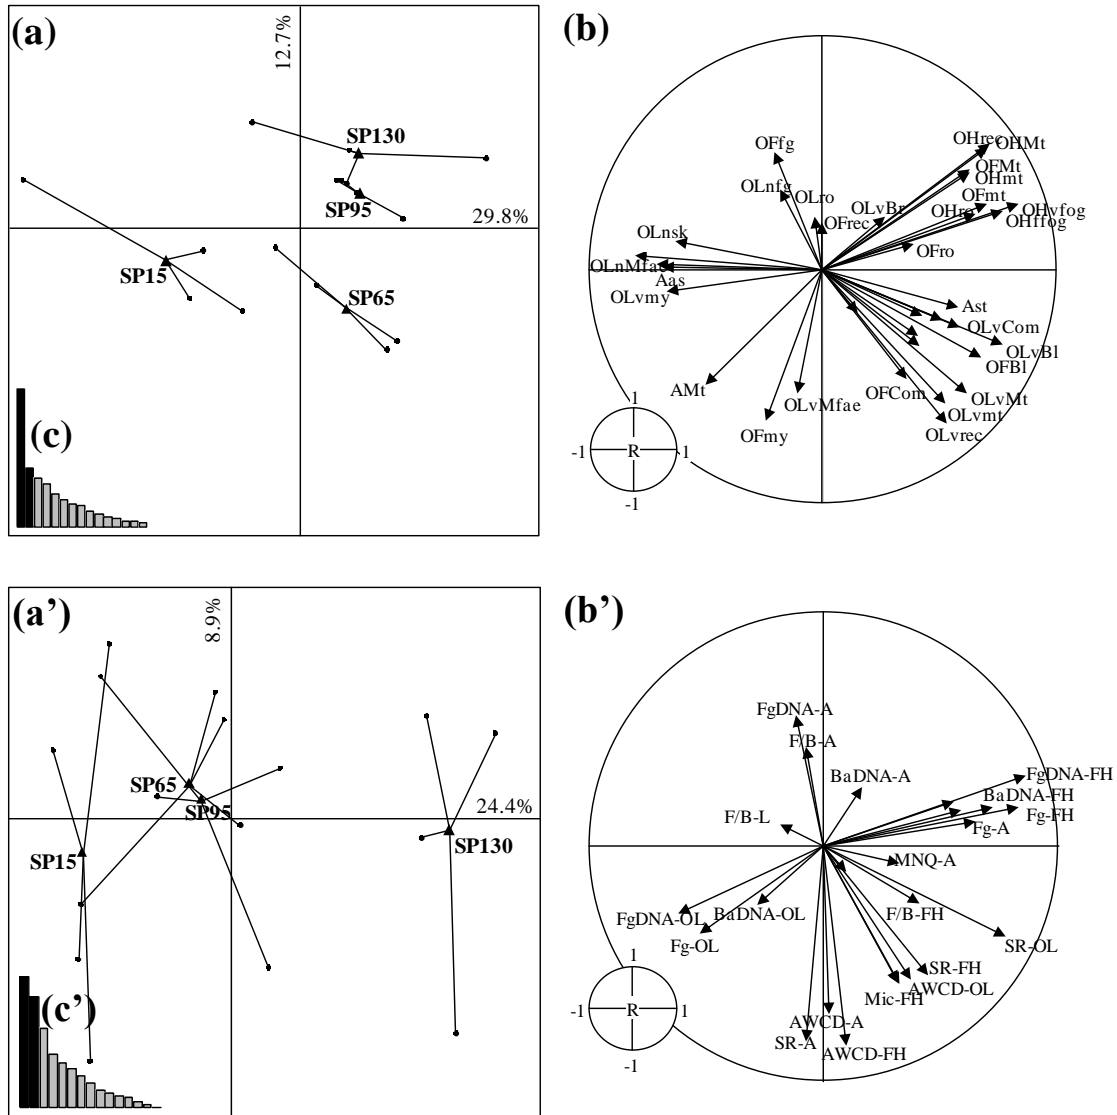 (a)
12.7%
SP130
SP95
29.8%
SP15
SP65
(c)
(b)
OFfg
OHrec
OHMt
OFMt
OHmt
OLnfg
OLro
OLvBr
OFmt
OHro
OHvfog
OHffog
OFrec
OLnsk
OFro
OLnMfae
Aas
OLvmy
Ast
OLvCom
OLvBl
OFBl
AMt
OLvMfae
OFCom
OLvMt
OLvmt
OFmy
OLvrec
1
-1 R 1
-1
(a’)
8.9%
SP65
SP95
24.4%
SP15
SP130
(c’)
(b’)
FgDNA-A
F/B-A
BaDNA-A
FgDNA-FH
BaDNA-FH
Fg-FH
F/B-L
Fg-A
MNQ-A
FgDNA-OL
BaDNA-OL
F/B-FH
Fg-OL
SR-OL
SR-FH
AWCD-OL
Mic-FH
AWCD-A
SR-A
AWCD-FH
1
-1 R 1
-1